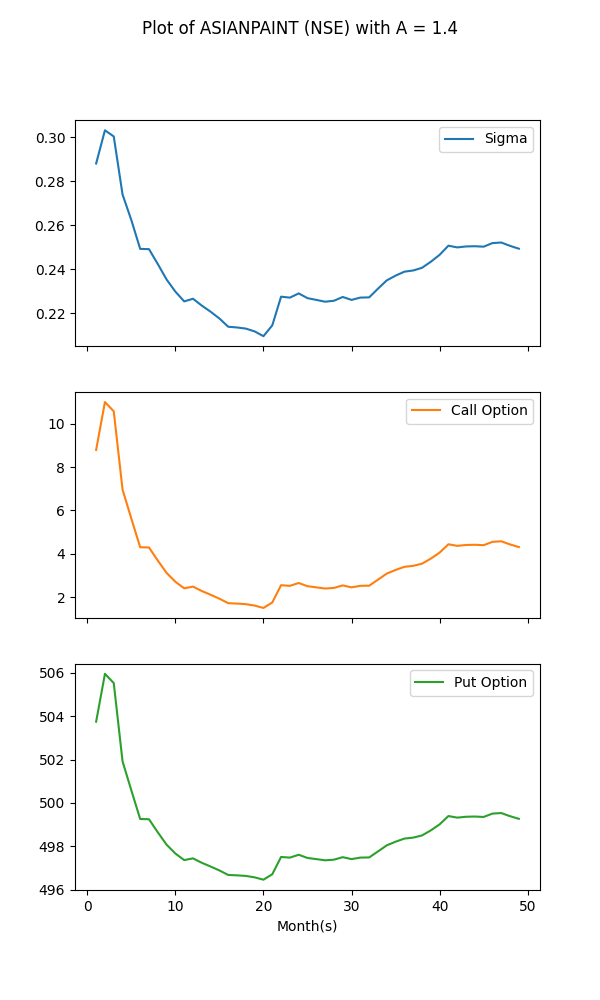 Plot of ASIANPAINT (NSE) with A = 1.4
0.30
0.28
0.26
0.24
0.22
Sigma
10
8
6
4
2
Call Option
506
504
502
500
498
496
Put Option
0 10 20 30 40 50
Month(s)